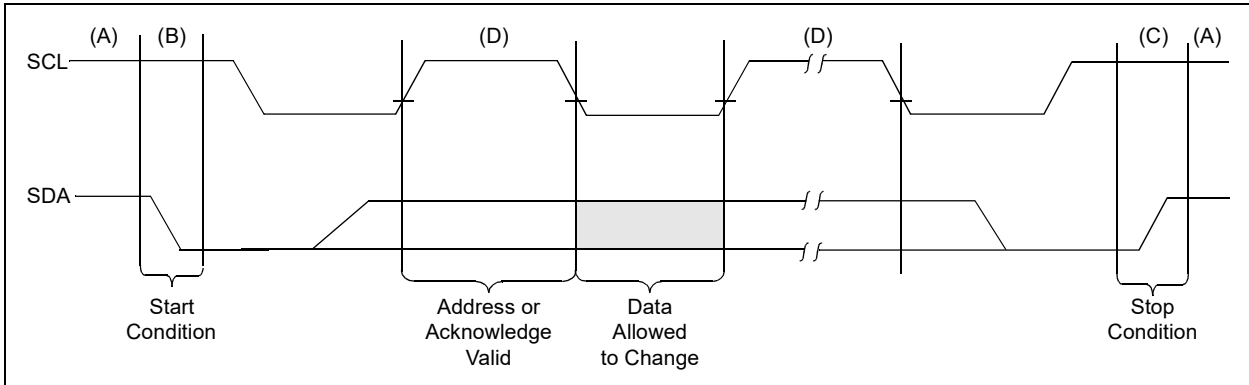 (A) (B) (D) (D) (C) (A)
SCL
SDA
Start
Condition
Address or
Acknowledge
Valid
Data
Allowed
to Change
Stop
Condition